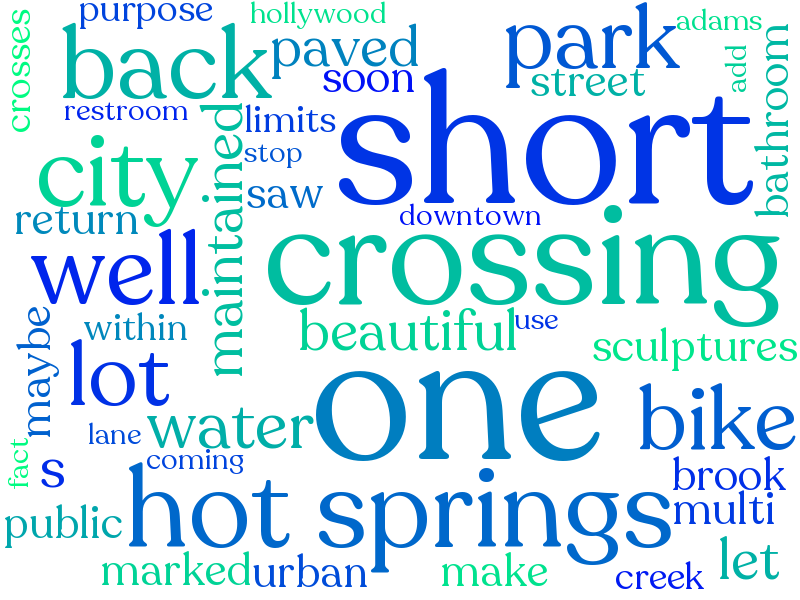 purpose
hollywood
adams
crosses
back
paved
park
soon
street
add
bathroom
restroom
limits
short
maintained
stop
city
saw
return
downtown
well
crossing
within
beautiful
use
maybe
sculptures
lot
one
bike
water
lane
fact
s
coming
brook
hot springs
multi
public
let
marked
urban
make
creek